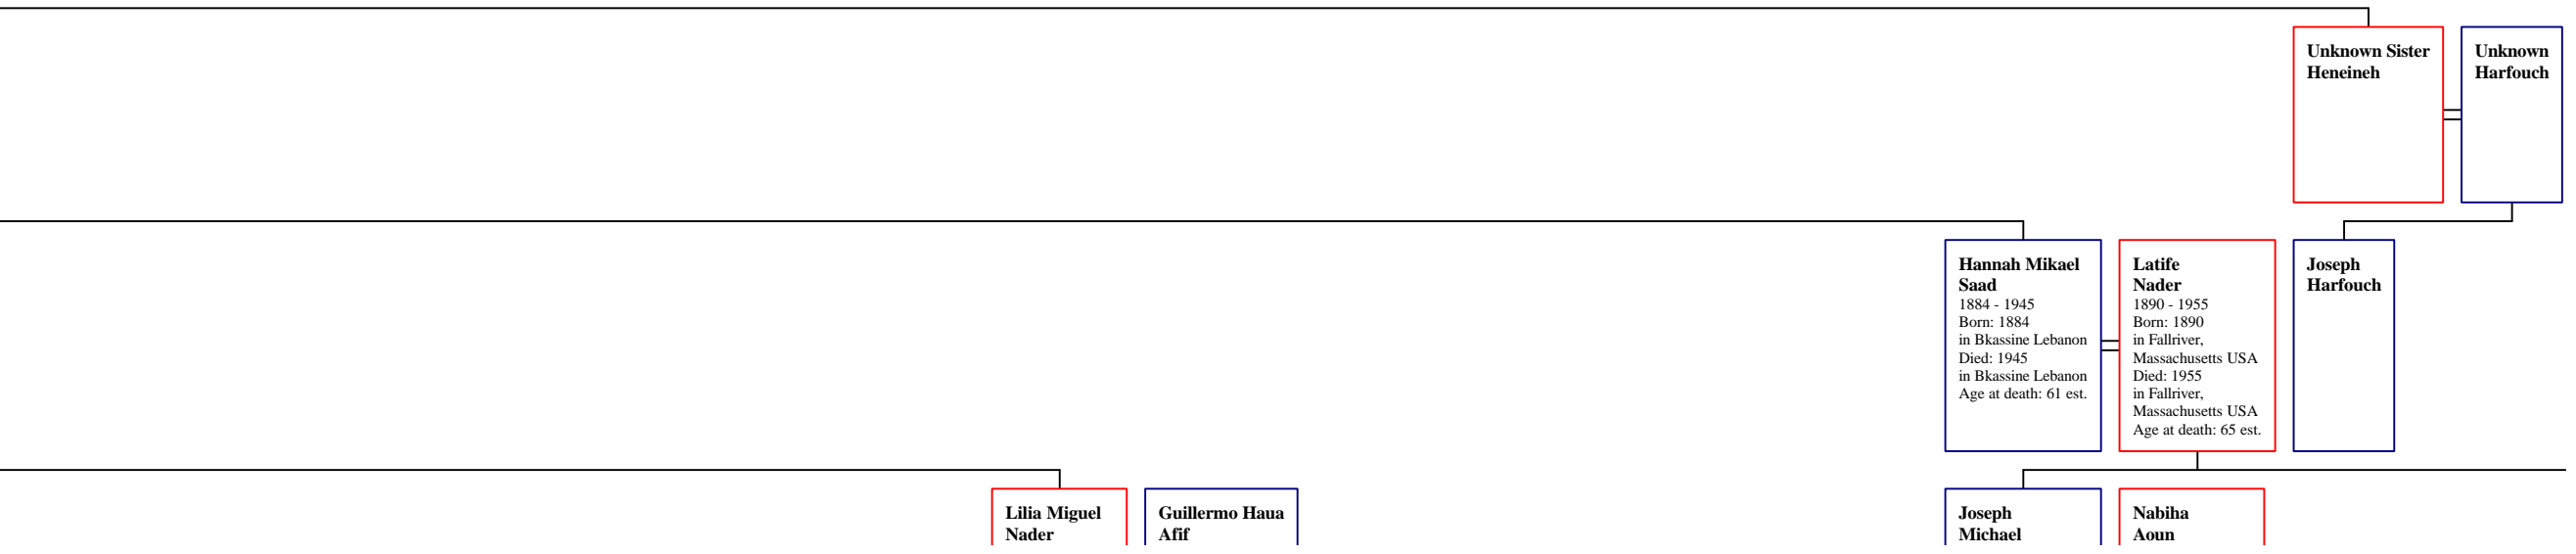 Unknown Sister
Heneineh
Unknown
Harfouch
Hannah Mikael
Saad
1884 - 1945
Born: 1884
in Bkassine Lebanon
Died: 1945
in Bkassine Lebanon
Age at death: 61 est.
Latife
Nader
1890 - 1955
Born: 1890
in Fallriver,
Massachusetts USA
Died: 1955
in Fallriver,
Massachusetts USA
Age at death: 65 est.
Joseph
Harfouch
Lilia Miguel
Nader
Guillermo Haua
Afif
Joseph
Michael
Nabiha
Aoun